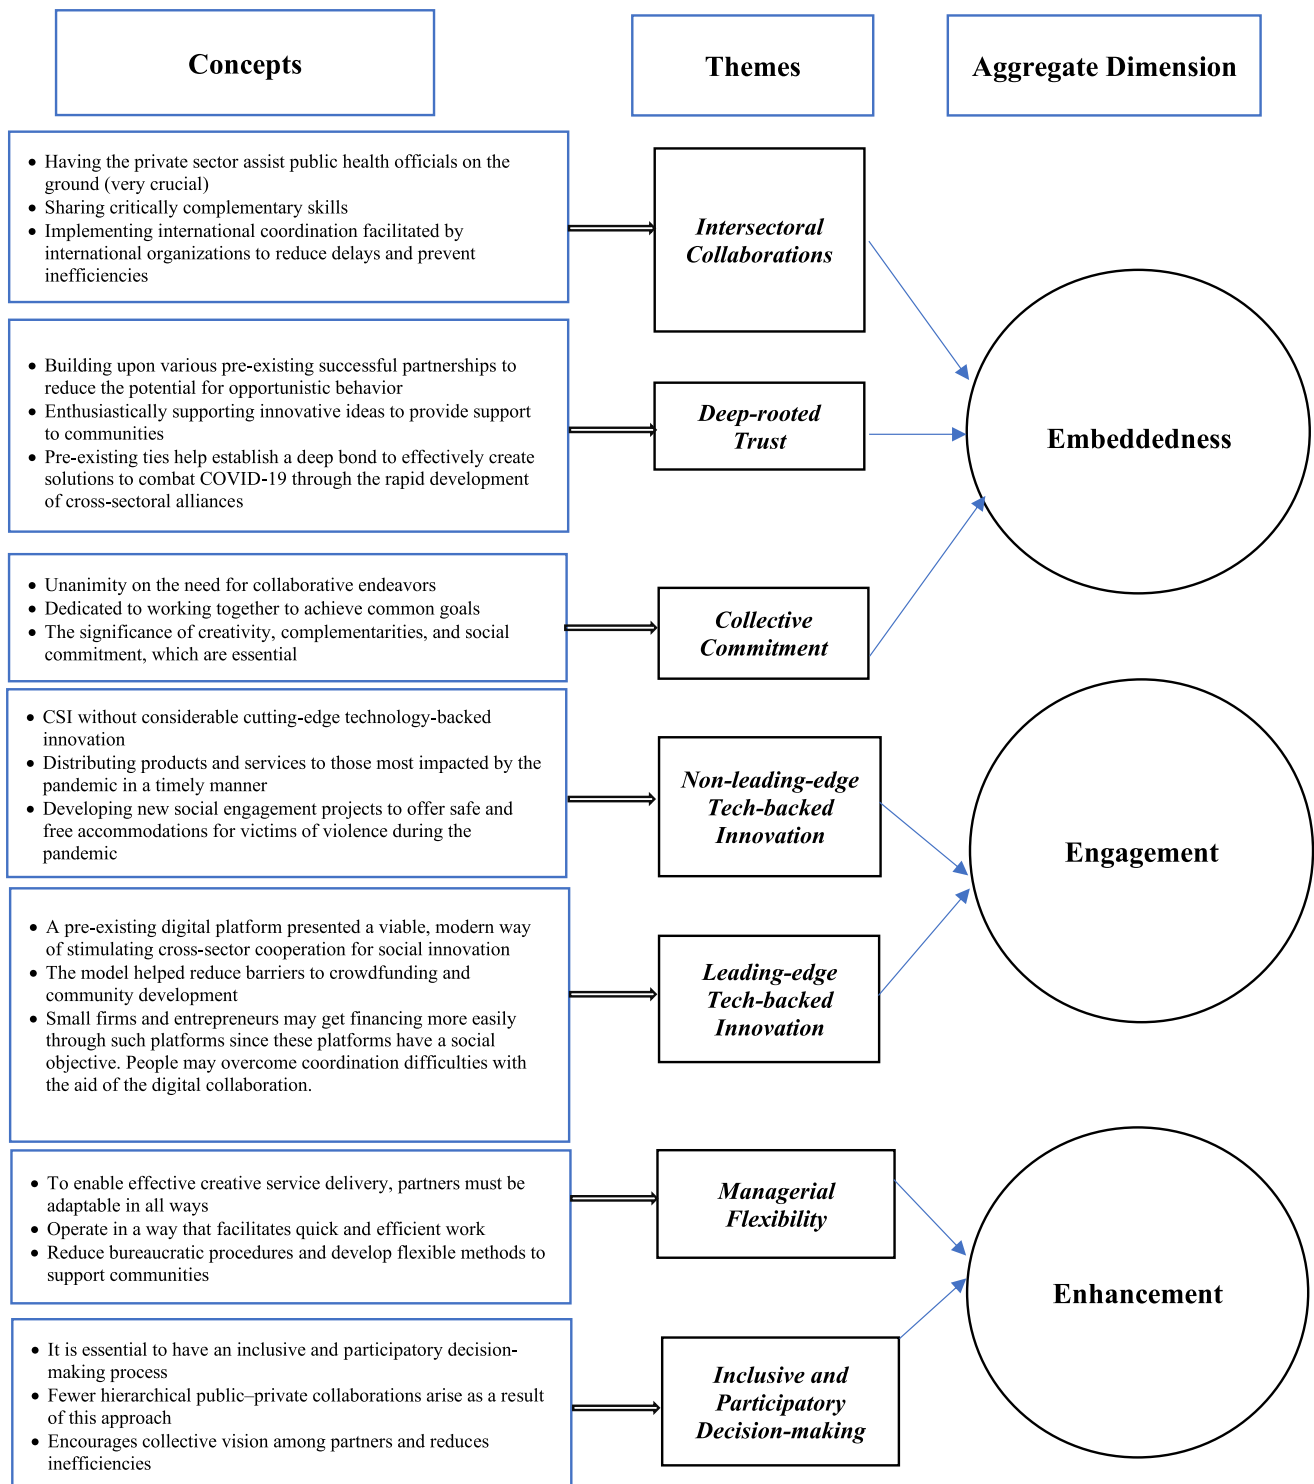 Concepts
Themes
Aggregate Dimension
• Having the private sector assist public health officials on the
ground (very crucial)
• Sharing critically complementary skills
• Implementing international coordination facilitated by
international organizations to reduce delays and prevent
inefficiencies
Intersectoral
Collaborations
• Building upon various pre-existing successful partnerships to
reduce the potential for opportunistic behavior
• Enthusiastically supporting innovative ideas to provide support
to communities
• Pre-existing ties help establish a deep bond to effectively create
solutions to combat COVID-19 through the rapid development
of cross-sectoral alliances
Deep-rooted
Trust
Embeddedness
• Unanimity on the need for collaborative endeavors
• Dedicated to working together to achieve common goals
• The significance of creativity, complementarities, and social
commitment, which are essential
Collective
Commitment
• CSI without considerable cutting-edge technology-backed
innovation
• Distributing products and services to those most impacted by the
pandemic in a timely manner
• Developing new social engagement projects to offer safe and
free accommodations for victims of violence during the
pandemic
Non-leading-edge
Tech-backed
Innovation
Engagement
• A pre-existing digital platform presented a viable, modern way
of stimulating cross-sector cooperation for social innovation
• The model helped reduce barriers to crowdfunding and
community development
• Small firms and entrepreneurs may get financing more easily
through such platforms since these platforms have a social
objective. People may overcome coordination difficulties with
the aid of the digital collaboration.
Leading-edge
Tech-backed
Innovation
• To enable effective creative service delivery, partners must be
adaptable in all ways
• Operate in a way that facilitates quick and efficient work
• Reduce bureaucratic procedures and develop flexible methods to
support communities
Managerial
Flexibility
Enhancement
• It is essential to have an inclusive and participatory decision-
making process
• Fewer hierarchical public–private collaborations arise as a result
of this approach
• Encourages collective vision among partners and reduces
inefficiencies
Inclusive and
Participatory
Decision-making